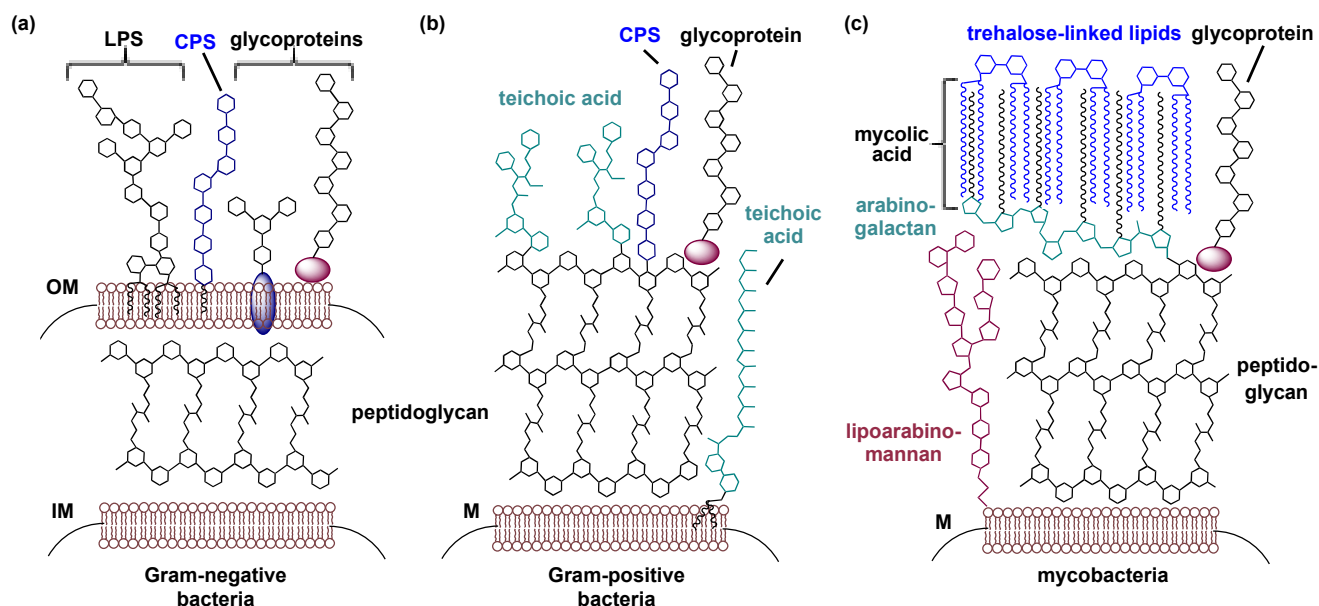 (a)
LPS
CPS
glycoproteins
OM
IM
Gram-negative
bacteria
peptidoglycan
(b)
CPS
glycoprotein
teichoic acid
teichoic
acid
M
Gram-positive
bacteria
(c)
trehalose-linked lipids
glycoprotein
mycolic
acid
arabino-
galactan
lipoarabino-
mannan
peptido-
glycan
M
mycobacteria